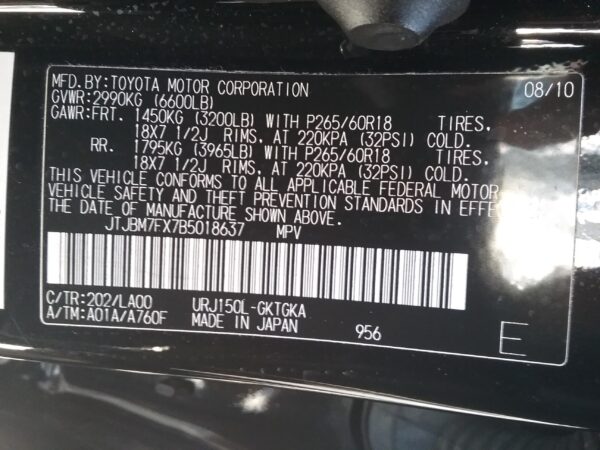 MFD. BY: TOYOTA MOTOR CORPORATION 08/10
GVWR: 2990KG (6600LB)
GAWR: FRT. 1450KG (3200LB) WITH P265/60R18 TIRES,
18X7 1/2J RIMS, AT 220KPA (32PSI) COLD.
RR. 1795KG (3965LB) WITH P265/60R18 TIRES,
18X7 1/2J RIMS, AT 220KPA (32PSI) COLD.
THIS VEHICLE CONFORMS TO ALL APPLICABLE FEDERAL MOTOR
VEHICLE SAFETY AND THEFT PREVENTION STANDARDS IN EFFE
THE DATE OF MANUFACTURE SHOWN ABOVE.
JTJBM7FX7B5018637 MPV
C/TR: 202/LA00 URJ150L-GKTGKA
A/TM: A01A/A760F MADE IN JAPAN 956 E